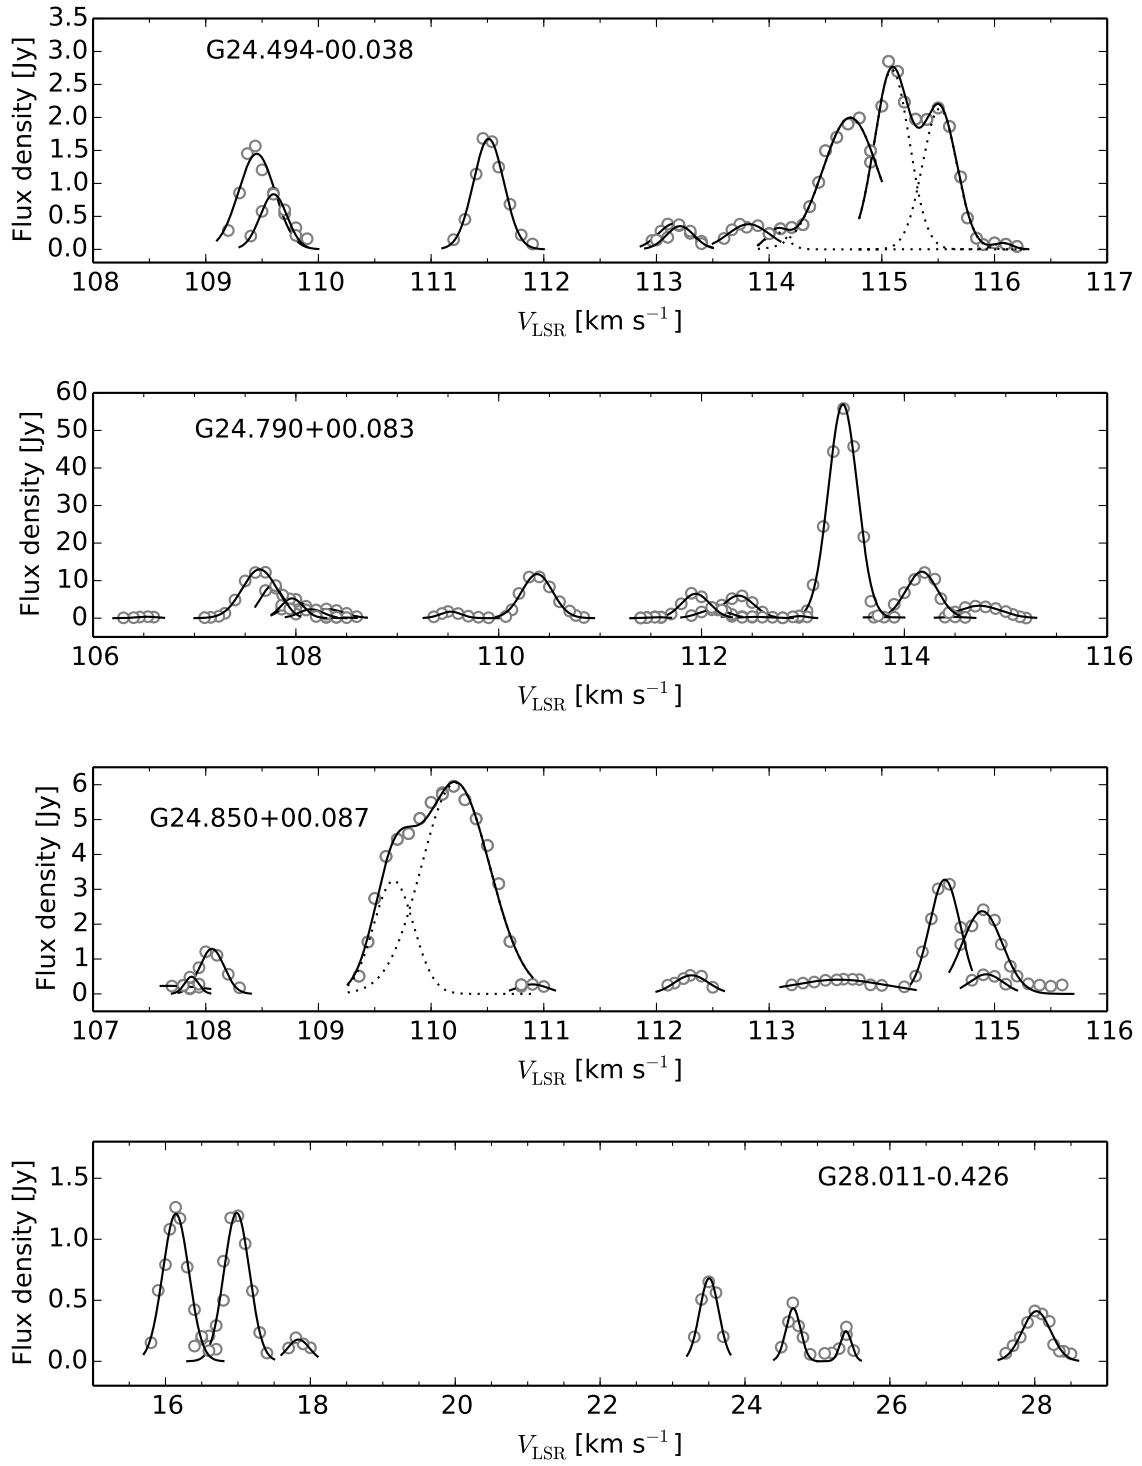 3.5
3.0
2.5
2.0
1.5
1.0
0.5
0.0
Flux density [Jy]
G24.494-00.038
108 109 110 111 112 113 114 115 116 117
V_LSR [km s⁻¹]
60
50
40
30
20
10
0
Flux density [Jy]
G24.790+00.083
106 108 110 112 114 116
V_LSR [km s⁻¹]
6
5
4
3
2
1
0
Flux density [Jy]
G24.850+00.087
107 108 109 110 111 112 113 114 115 116
V_LSR [km s⁻¹]
1.5
1.0
0.5
0.0
Flux density [Jy]
G28.011-0.426
16 18 20 22 24 26 28
V_LSR [km s⁻¹]